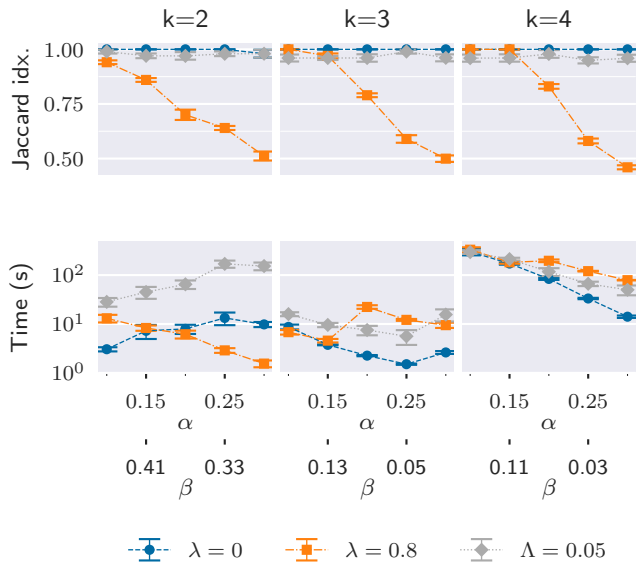 k=2 k=3 k=4
Jaccard idx.
1.00
0.75
0.50
Time (s)
10²
10¹
10⁰
0.15 0.25 0.15 0.25 0.15 0.25
α α α
0.41 0.33 0.13 0.05 0.11 0.03
β β β
λ = 0 λ = 0.8 Λ = 0.05